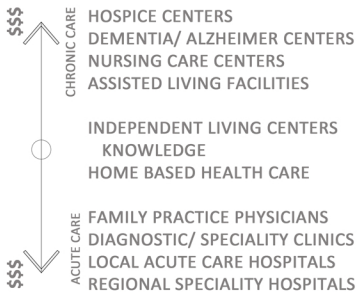 $$$
CHRONIC CARE
HOSPICE CENTERS
DEMENTIA/ ALZHEIMER CENTERS
NURSING CARE CENTERS
ASSISTED LIVING FACILITIES
INDEPENDENT LIVING CENTERS
KNOWLEDGE
HOME BASED HEALTH CARE
$$$
ACUTE CARE
FAMILY PRACTICE PHYSICIANS
DIAGNOSTIC/ SPECIALITY CLINICS
LOCAL ACUTE CARE HOSPITALS
REGIONAL SPECIALITY HOSPITALS